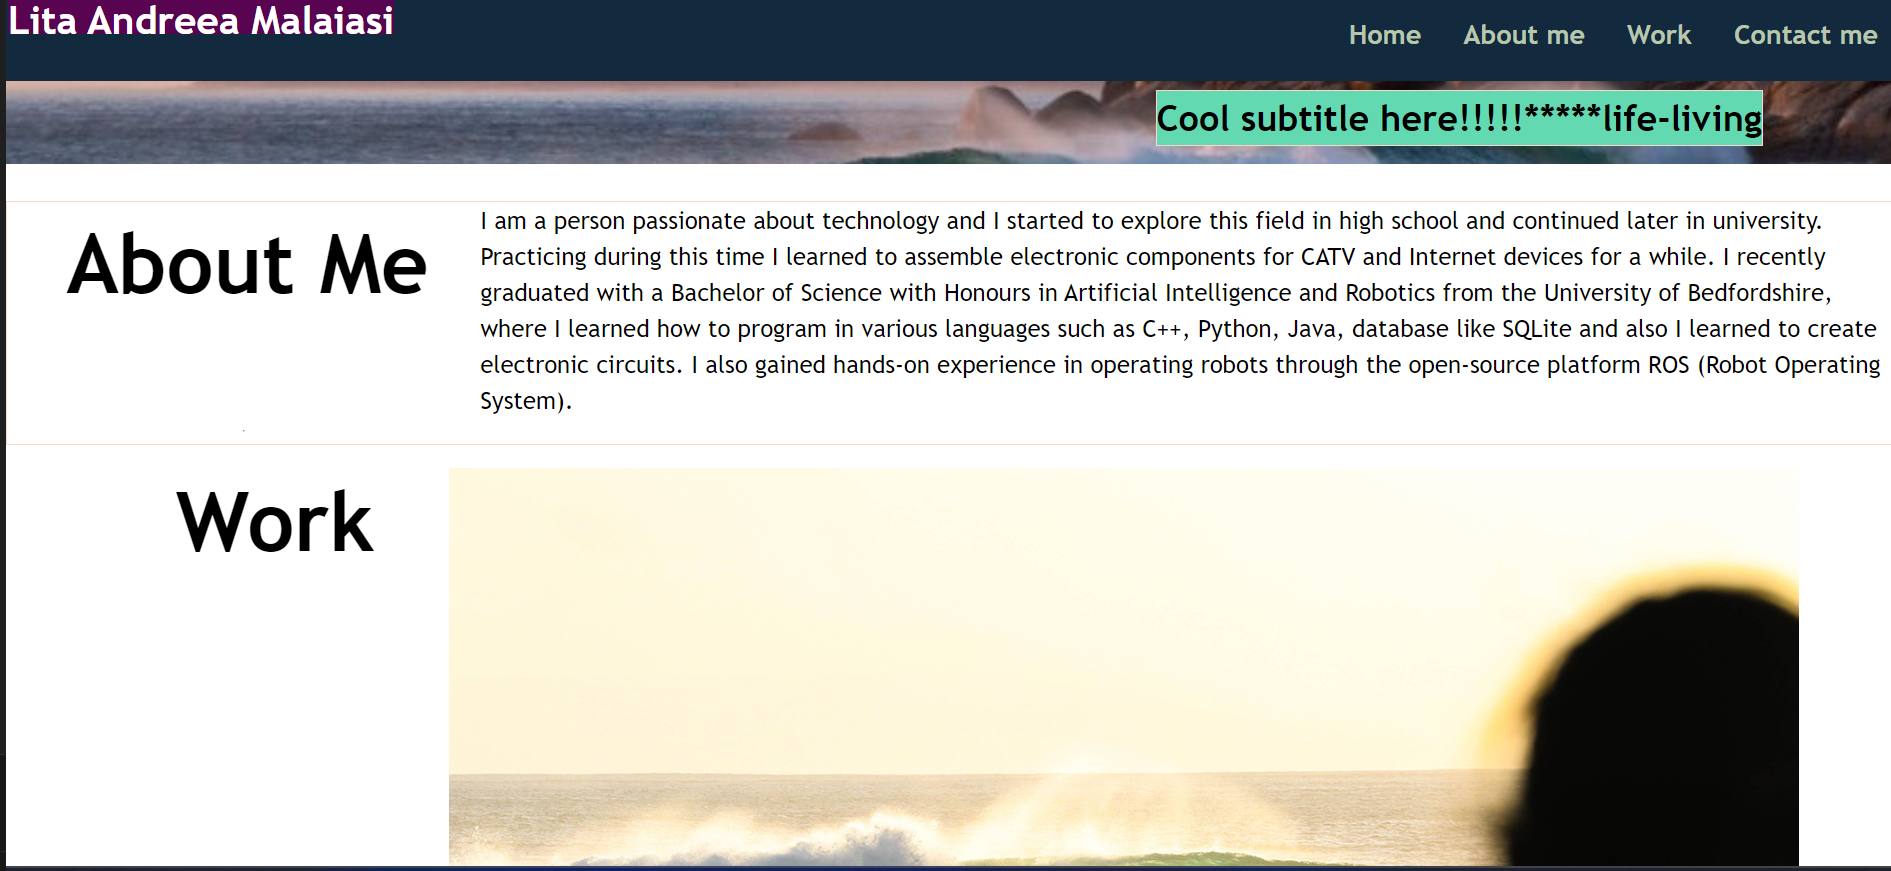 Lita Andreea Malaiasi
Home About me Work Contact me
Cool subtitle here!!!!!*****life-living
About Me
I am a person passionate about technology and I started to explore this field in high school and continued later in university.
Practicing during this time I learned to assemble electronic components for CATV and Internet devices for a while. I recently
graduated with a Bachelor of Science with Honours in Artificial Intelligence and Robotics from the University of Bedfordshire,
where I learned how to program in various languages such as C++, Python, Java, database like SQLite and also I learned to create
electronic circuits. I also gained hands-on experience in operating robots through the open-source platform ROS (Robot Operating
System).
Work